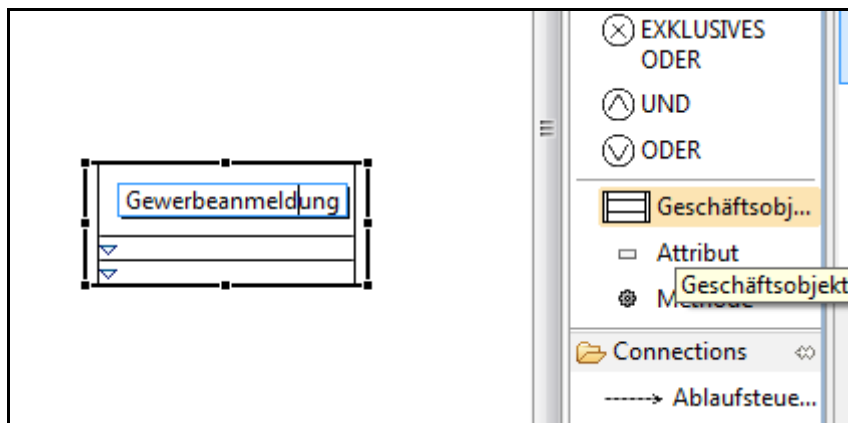 EXKLUSIVES
ODER
UND
ODER
Gewerbeanmeldung
Geschäftsobj...
Attribut
Geschäftsobjekt
Connections
Ablaufsteue...